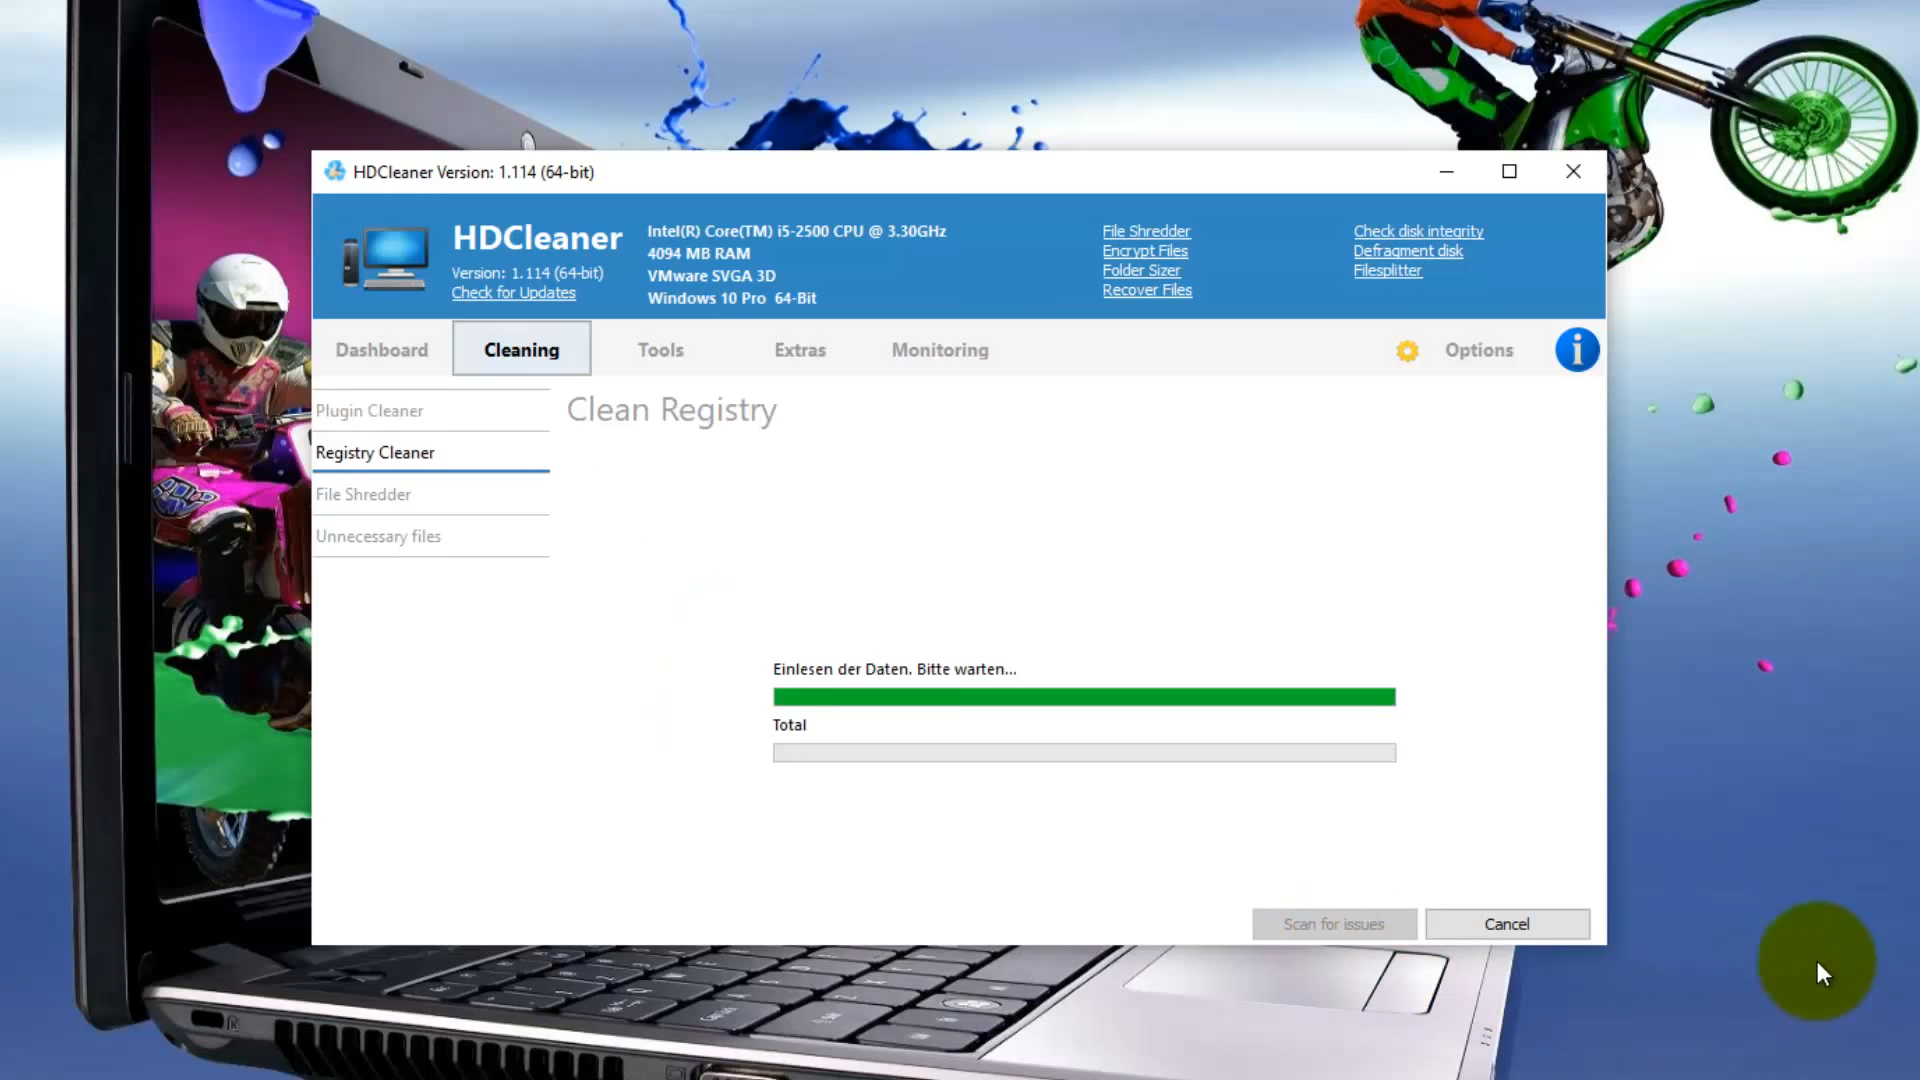 HDCleaner Version: 1.114 (64-bit)
HDCleaner
Version: 1.114 (64-bit)
Check for Updates
Intel(R) Core(TM) i5-2500 CPU @ 3.30GHz
4094 MB RAM
VMware SVGA 3D
Windows 10 Pro 64-Bit
File Shredder
Encrypt Files
Folder Sizer
Recover Files
Check disk integrity
Defragment disk
Filesplitter
Dashboard
Cleaning
Tools
Extras
Monitoring
Options
Plugin Cleaner
Registry Cleaner
File Shredder
Unnecessary files
Clean Registry
Einlesen der Daten. Bitte warten...
Total
Scan for issues
Cancel